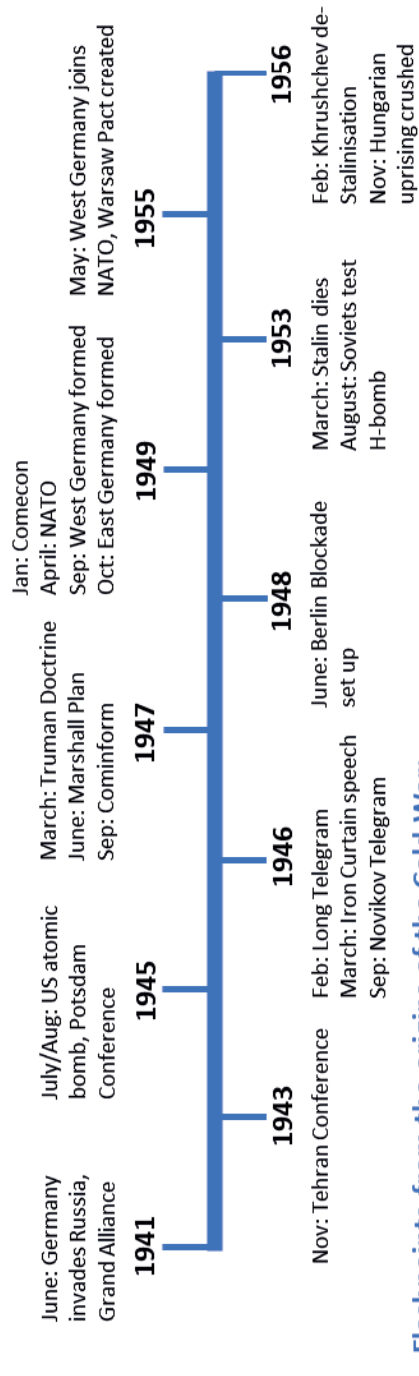 June: Germany
invades Russia,
Grand Alliance
1941
Nov: Tehran Conference
1943
July/Aug: US atomic
bomb, Potsdam
Conference
1945
Feb: Long Telegram
March: Iron Curtain speech
Sep: Novikov Telegram
1946
March: Truman Doctrine
June: Marshall Plan
Sep: Cominform
1947
June: Berlin Blockade
set up
1948
Jan: Comecon
April: NATO
Sep: West Germany formed
Oct: East Germany formed
1949
March: Stalin dies
August: Soviets test
H-bomb
1953
May: West Germany joins
NATO, Warsaw Pact created
1955
Feb: Khrushchev de-
Stalinisation
Nov: Hungarian
uprising crushed
1956